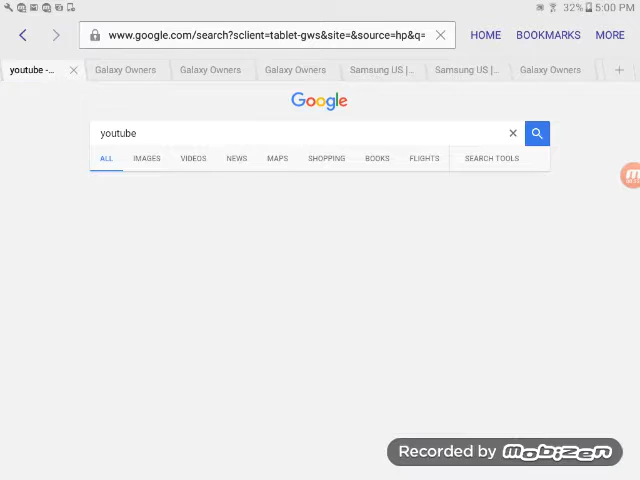 32% 5:00 PM
www.google.com/search?sclient=tablet-gws&site=&source=hp&q= HOME BOOKMARKS MORE
youtube -... Galaxy Owners Galaxy Owners Galaxy Owners Samsung US |... Samsung US |... Galaxy Owners
Google
youtube
ALL IMAGES VIDEOS NEWS MAPS SHOPPING BOOKS FLIGHTS SEARCH TOOLS
Recorded by mobizen